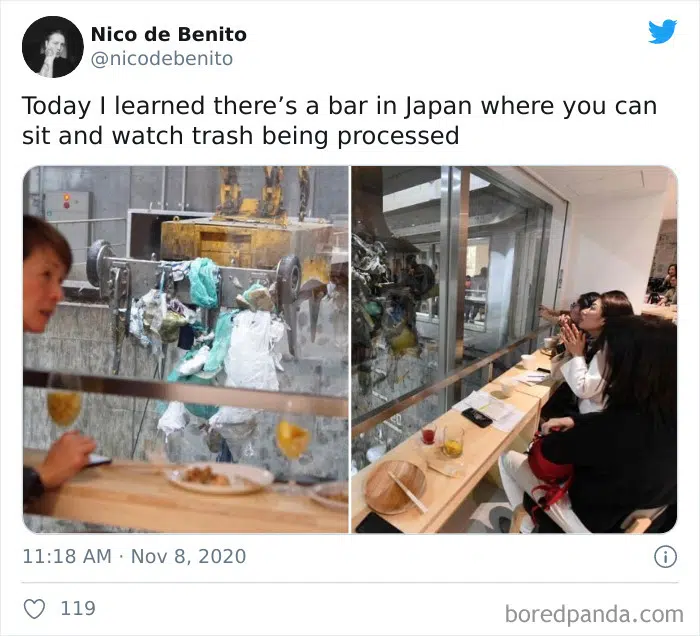 Nico de Benito
@nicodebenito
Today I learned there’s a bar in Japan where you can
sit and watch trash being processed
11:18 AM · Nov 8, 2020
119
boredpanda.com